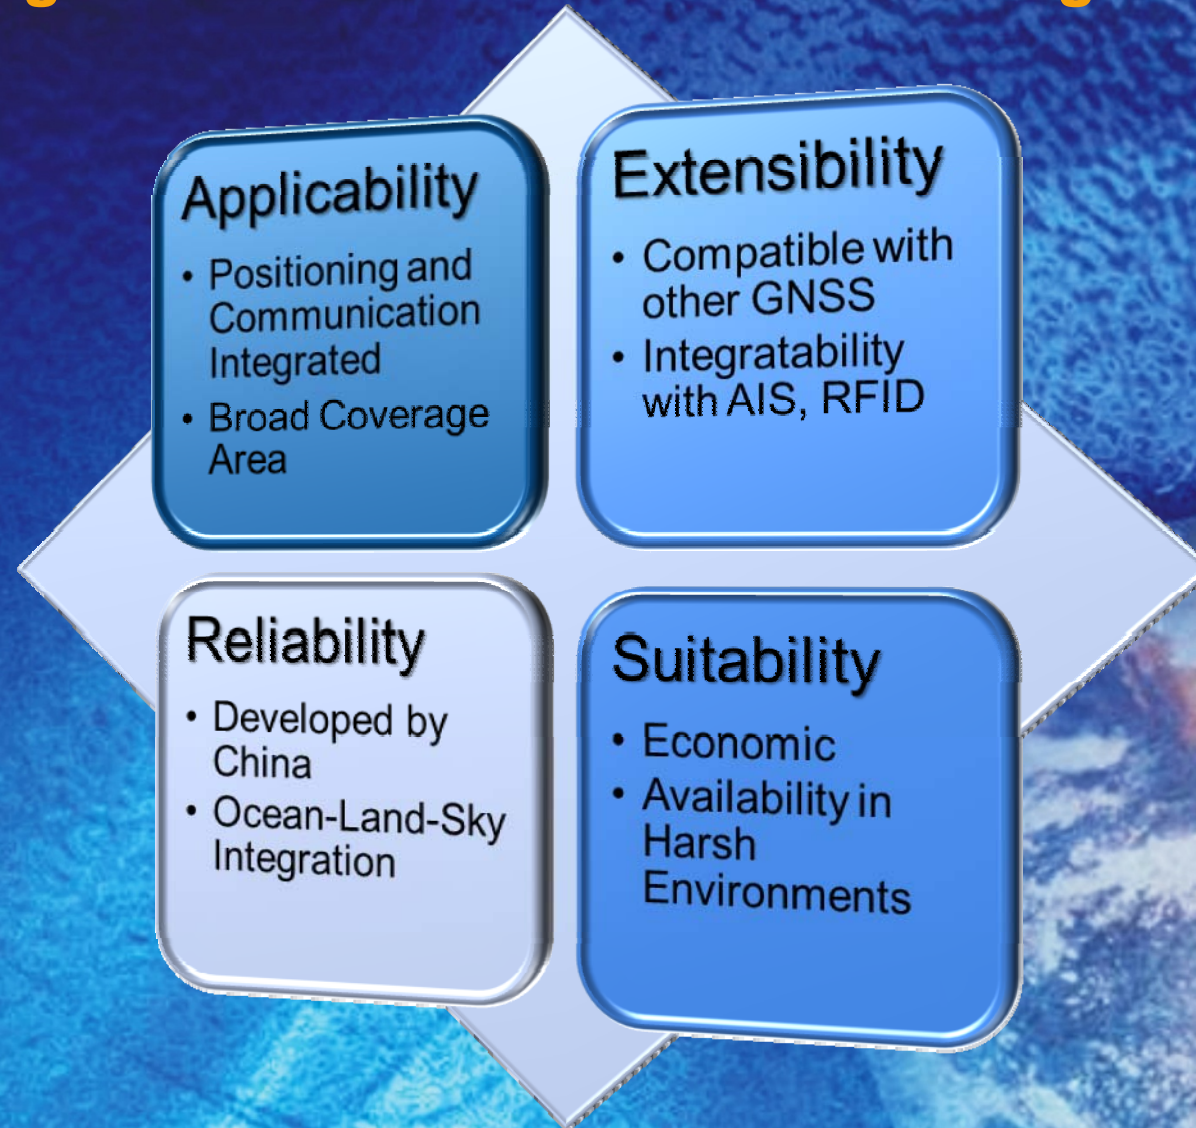 Applicability
• Positioning and
Communication
Integrated
• Broad Coverage
Area
Extensibility
• Compatible with
other GNSS
• Integratability
with AIS, RFID
Reliability
• Developed by
China
• Ocean-Land-Sky
Integration
Suitability
• Economic
• Availability in
Harsh
Environments